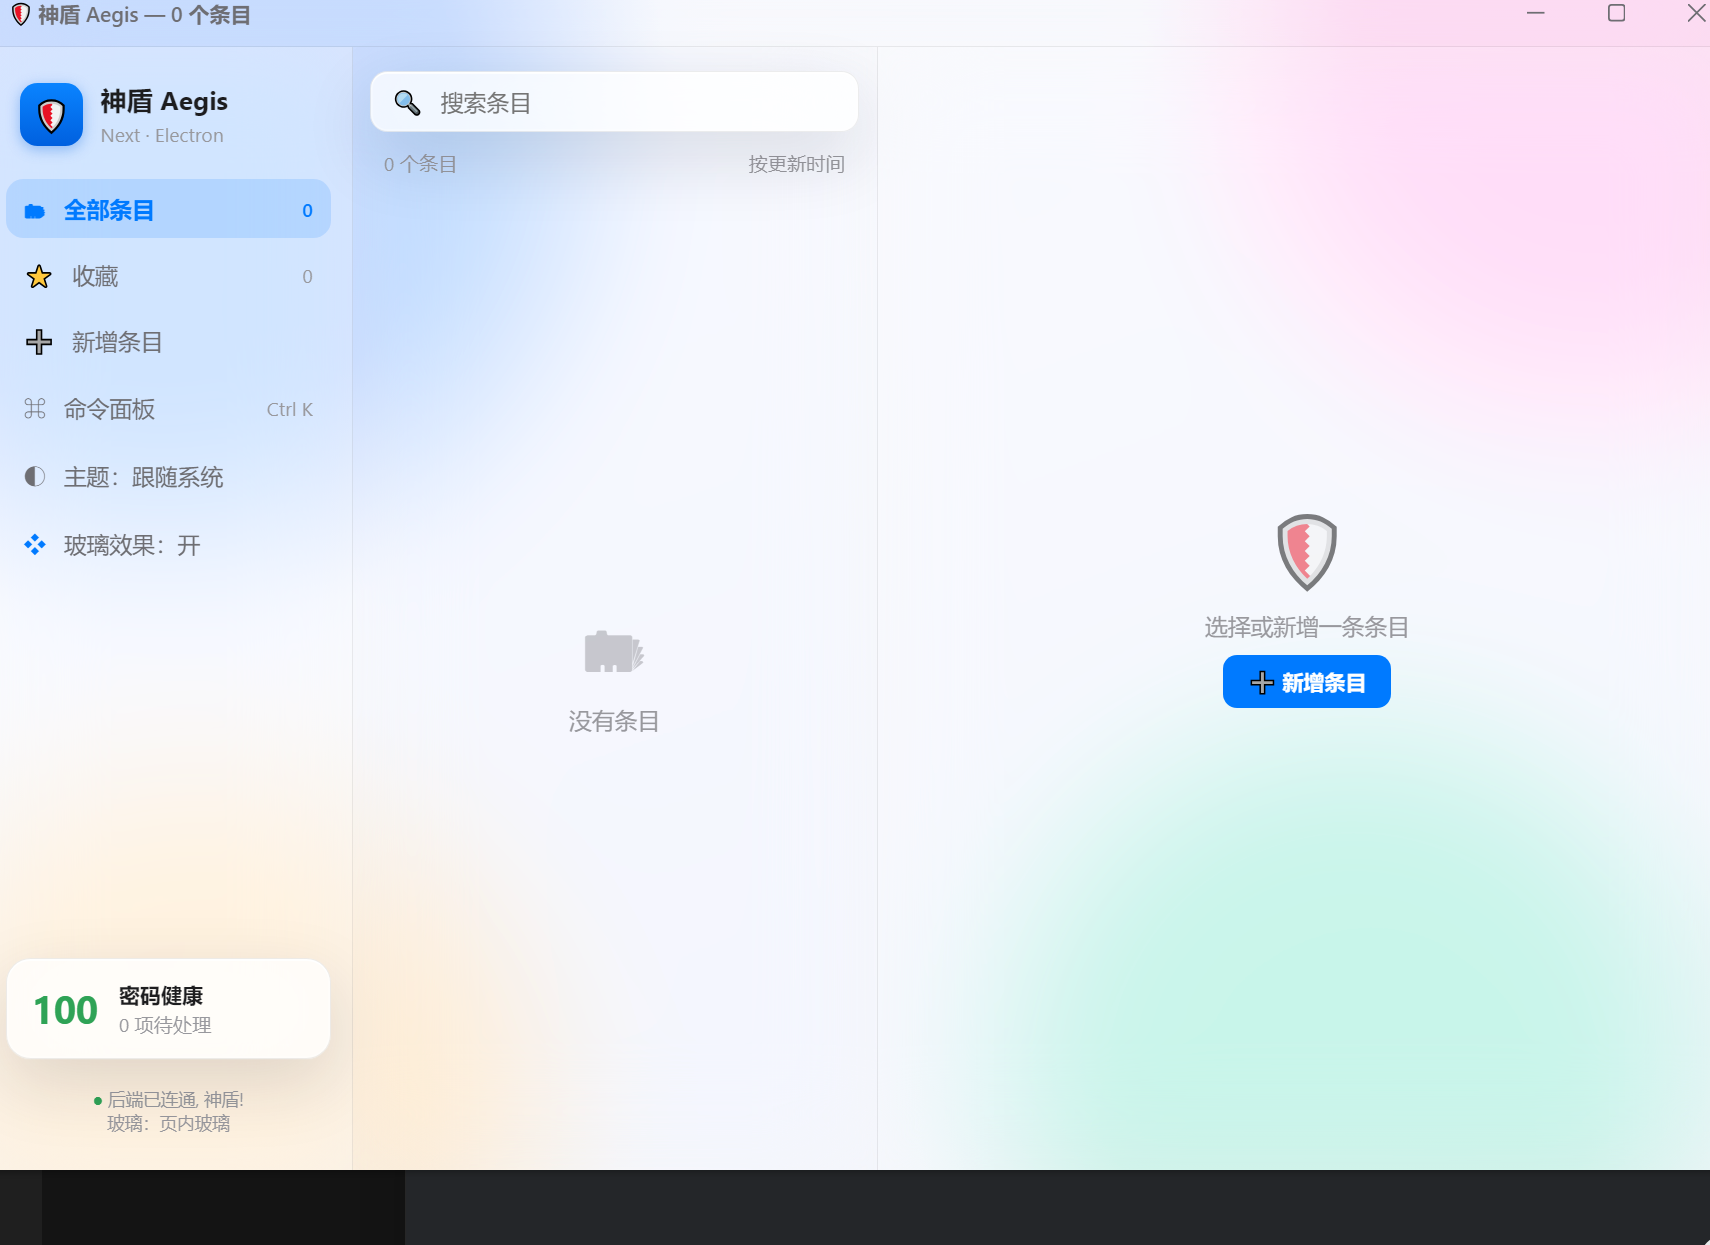 神盾 Aegis — 0 个条目
神盾 Aegis
Next · Electron
全部条目 0
收藏 0
新增条目
命令面板 Ctrl K
主题：跟随系统
玻璃效果：开
100
密码健康
0 项待处理
后端已连通, 神盾!
玻璃：页内玻璃
搜索条目
0 个条目 按更新时间
没有条目
选择或新增一条条目
新增条目